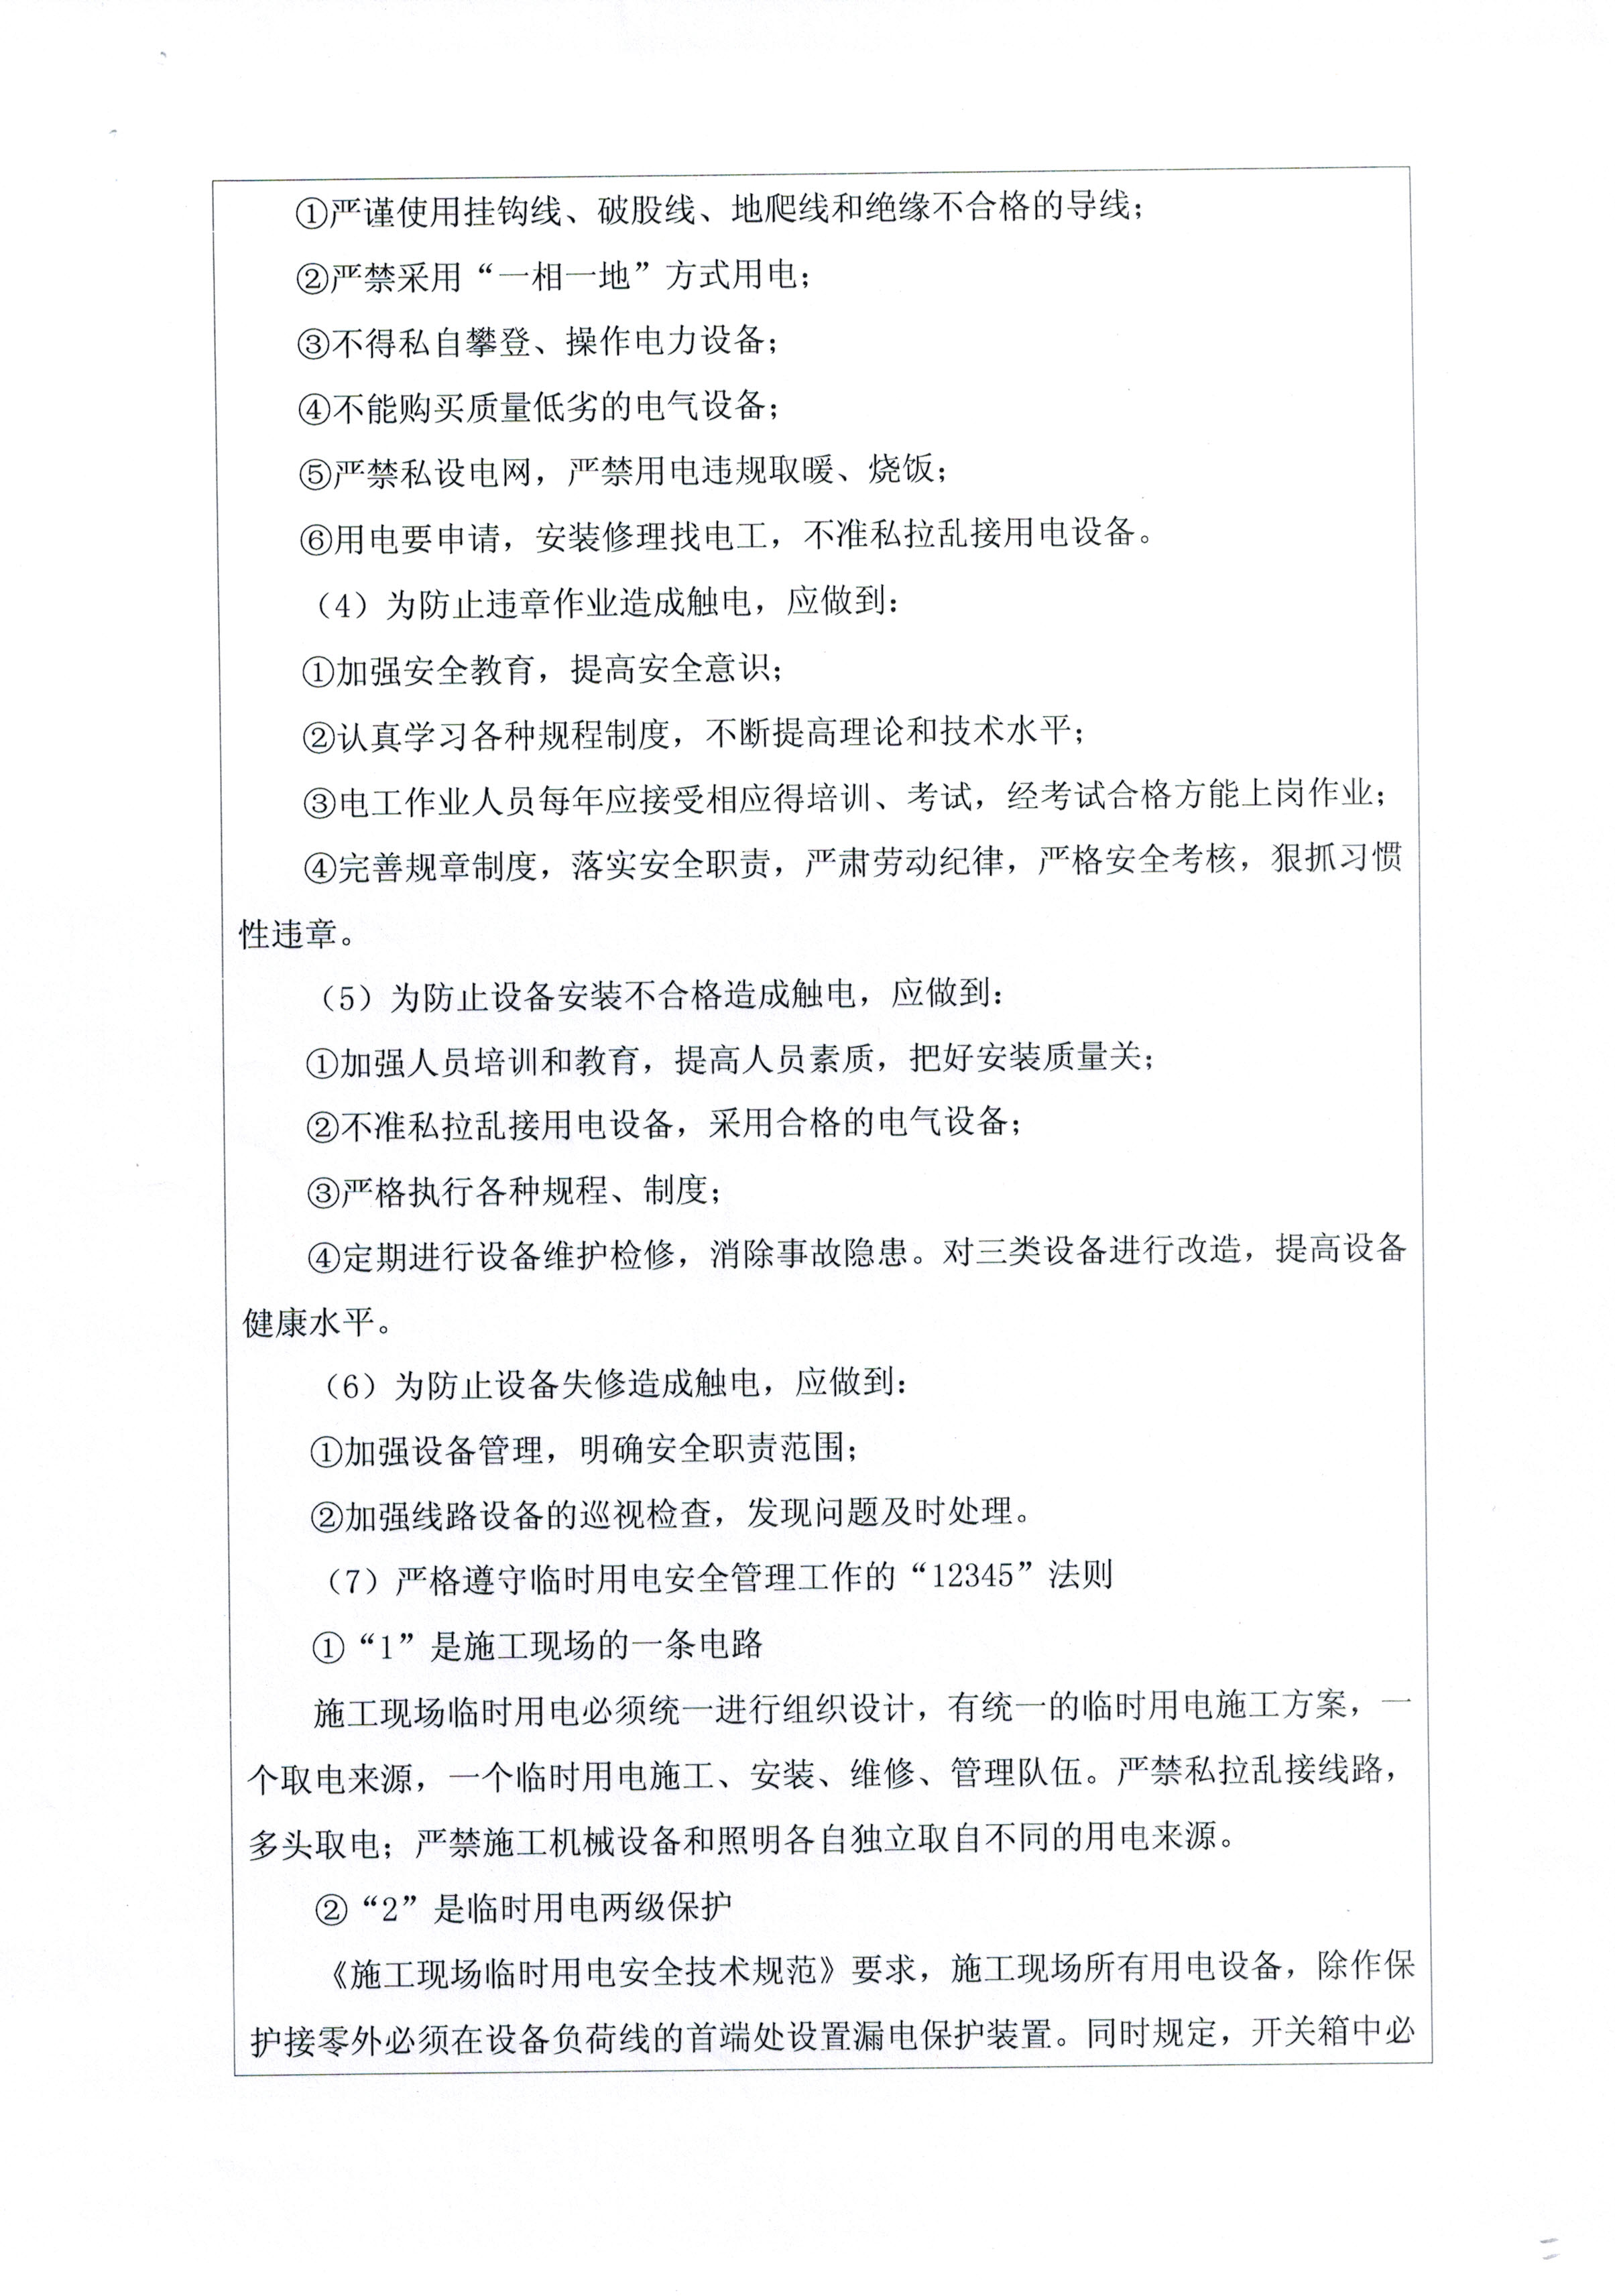 ①严谨使用挂钩线、破股线、地爬线和绝缘不合格的导线；
②严禁采用“一相一地”方式用电；
③不得私自攀登、操作电力设备；
④不能购买质量低劣的电气设备；
⑤严禁私设电网，严禁用电违规取暖、烧饭；
⑥用电要申请，安装修理找电工，不准私拉乱接用电设备。
（4）为防止违章作业造成触电，应做到：
①加强安全教育，提高安全意识；
②认真学习各种规程制度，不断提高理论和技术水平；
③电工作业人员每年应接受相应得培训、考试，经考试合格方能上岗作业；
④完善规章制度，落实安全职责，严肃劳动纪律，严格安全考核，狠抓习惯
性违章。
（5）为防止设备安装不合格造成触电，应做到：
①加强人员培训和教育，提高人员素质，把好安装质量关；
②不准私拉乱接用电设备，采用合格的电气设备；
③严格执行各种规程、制度；
④定期进行设备维护检修，消除事故隐患。对三类设备进行改造，提高设备
健康水平。
（6）为防止设备失修造成触电，应做到：
①加强设备管理，明确安全职责范围；
②加强线路设备的巡视检查，发现问题及时处理。
（7）严格遵守临时用电安全管理工作的“12345”法则
①“1”是施工现场的一条电路
施工现场临时用电必须统一进行组织设计，有统一的临时用电施工方案，一
个取电来源，一个临时用电施工、安装、维修、管理队伍。严禁私拉乱接线路，
多头取电；严禁施工机械设备和照明各自独立取自不同的用电来源。
②“2”是临时用电两级保护
《施工现场临时用电安全技术规范》要求，施工现场所有用电设备，除作保
护接零外必须在设备负荷线的首端处设置漏电保护装置。同时规定，开关箱中必